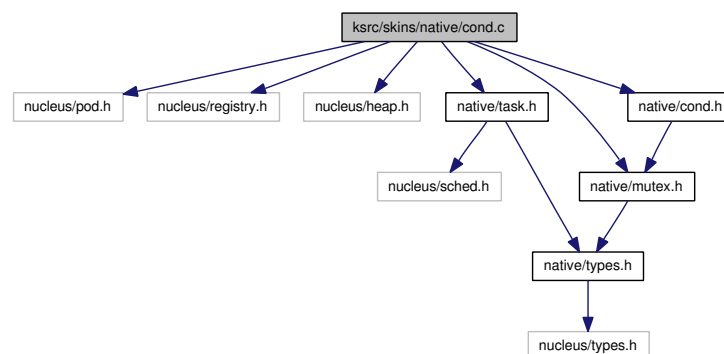 ksrc/skins/native/cond.c
nucleus/pod.h
nucleus/registry.h
nucleus/heap.h
native/task.h
native/cond.h
nucleus/sched.h
native/mutex.h
native/types.h
nucleus/types.h